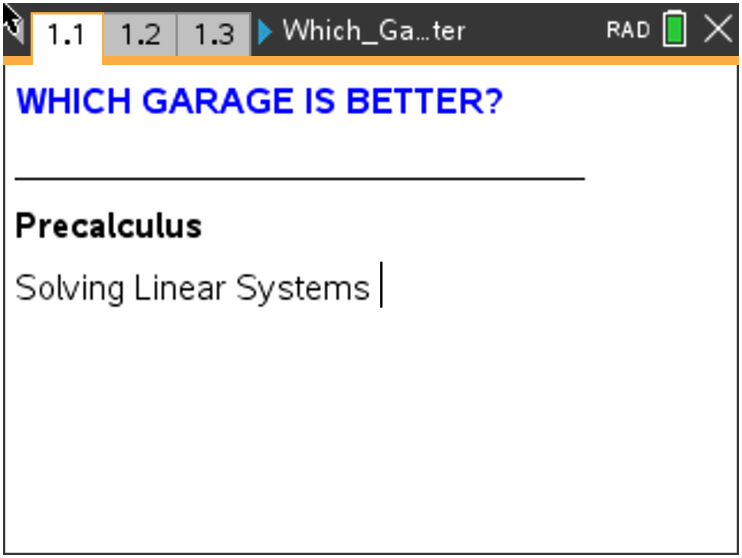 1.1 1.2 1.3 Which_Ga…ter RAD
WHICH GARAGE IS BETTER?
Precalculus
Solving Linear Systems